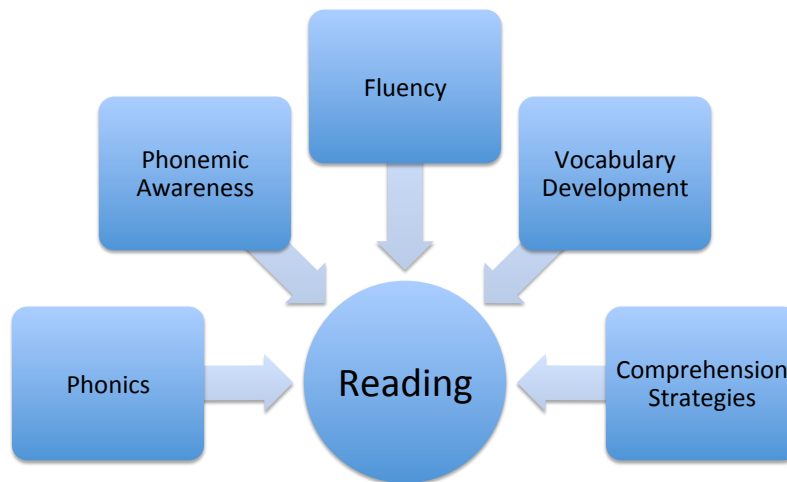 Fluency
Phonemic
Awareness
Vocabulary
Development
Phonics
Reading
Comprehension
Strategies